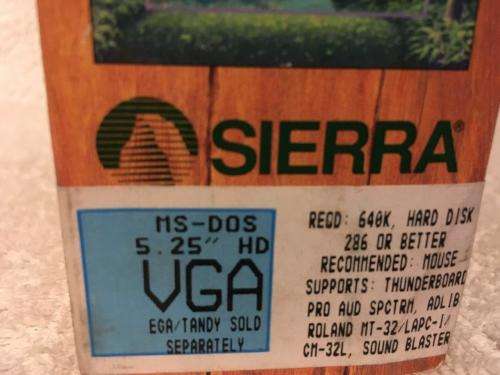 SIERRA®
MS-DOS
5.25" HD
VGA
EGA/TANDY SOLD
SEPARATELY
REQD: 640K, HARD DISK
286 OR BETTER
RECOMMENDED: MOUSE
SUPPORTS: THUNDERBOARD
PRO AUD SPCTRM, ADLIB
ROLAND MT-32/LAPC-1/
CM-32L, SOUND BLASTER